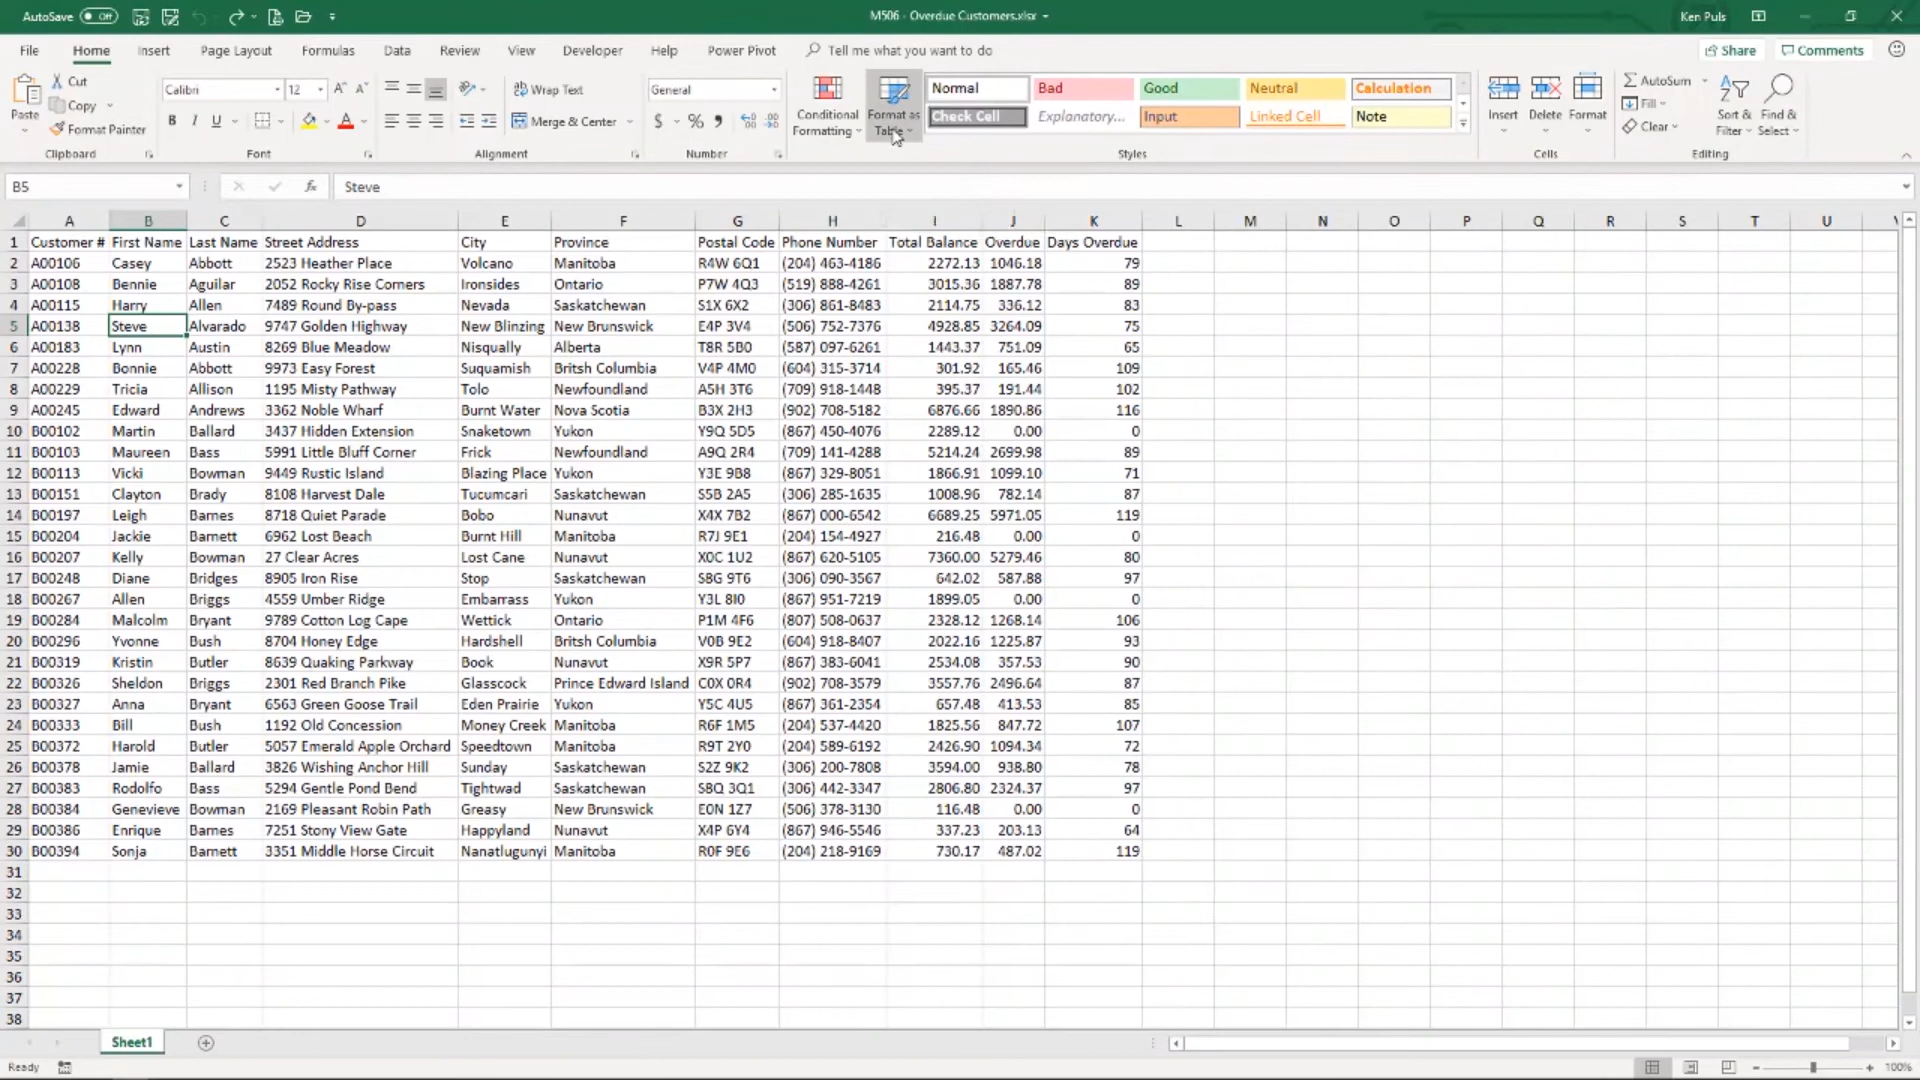 AutoSave Off M506 - Overdue Customers.xlsx Ken Puls
File Home Insert Page Layout Formulas Data Review View Developer Help Power Pivot Tell me what you want to do Share Comments
Paste Cut
Copy
Format Painter
Clipboard
Calibri 12
B I U A
Font
Wrap Text
Merge & Center
Alignment
General
$ % ,
Number
Conditional Formatting
Format as Table
Normal Bad Good Neutral Calculation
Check Cell Explanatory... Input Linked Cell Note
Styles
Insert Delete Format
Cells
AutoSum
Fill
Clear
Sort & Filter
Find & Select
Editing
B5 fx Steve
A B C D E F G H I J K L M N O P Q R S T U
1 Customer # First Name Last Name Street Address City Province Postal Code Phone Number Total Balance Overdue Days Overdue
2 A00106 Casey Abbott 2523 Heather Place Volcano Manitoba R4W 6Q1 (204) 463-4186 2272.13 1046.18 79
3 A00108 Bennie Aguilar 2052 Rocky Rise Corners Ironsides Ontario P7W 4Q3 (519) 888-4261 3015.36 1887.78 89
4 A00115 Harry Allen 7489 Round By-pass Nevada Saskatchewan S1X 6X2 (306) 861-8483 2114.75 336.12 83
5 A00138 Steve Alvarado 9747 Golden Highway New Blinzing New Brunswick E4P 3V4 (506) 752-7376 4928.85 3264.09 75
6 A00183 Lynn Austin 8269 Blue Meadow Nisqually Alberta T8R 5B0 (587) 097-6261 1443.37 751.09 65
7 A00228 Bonnie Abbott 9973 Easy Forest Suquamish Britsh Columbia V4P 4M0 (604) 315-3714 301.92 165.46 109
8 A00229 Tricia Allison 1195 Misty Pathway Tolo Newfoundland A5H 3T6 (709) 918-1448 395.37 191.44 102
9 A00245 Edward Andrews 3362 Noble Wharf Burnt Water Nova Scotia B3X 2H3 (902) 708-5182 6876.66 1890.86 116
10 B00102 Martin Ballard 3437 Hidden Extension Snaketown Yukon Y9Q 5D5 (867) 450-4076 2289.12 0.00 0
11 B00103 Maureen Bass 5991 Little Bluff Corner Frick Newfoundland A9Q 2R4 (709) 141-4288 5214.24 2699.98 89
12 B00113 Vicki Bowman 9449 Rustic Island Blazing Place Yukon Y3E 9B8 (867) 329-8051 1866.91 1099.10 71
13 B00151 Clayton Brady 8108 Harvest Dale Tucumcari Saskatchewan S5B 2A5 (306) 285-1635 1008.96 782.14 87
14 B00197 Leigh Barnes 8718 Quiet Parade Bobo Nunavut X4X 7B2 (867) 000-6542 6689.25 5971.05 119
15 B00204 Jackie Barnett 6962 Lost Beach Burnt Hill Manitoba R7J 9E1 (204) 154-4927 216.48 0.00 0
16 B00207 Kelly Bowman 27 Clear Acres Lost Cane Nunavut X0C 1U2 (867) 620-5105 7360.00 5279.46 80
17 B00248 Diane Bridges 8905 Iron Rise Stop Saskatchewan S8G 9T6 (306) 090-3567 642.02 587.88 97
18 B00267 Allen Briggs 4559 Umber Ridge Embarrass Yukon Y3L 8I0 (867) 951-7219 1899.05 0.00 0
19 B00284 Malcolm Bryant 9789 Cotton Log Cape Wettick Ontario P1M 4F6 (807) 508-0637 2328.12 1268.14 106
20 B00296 Yvonne Bush 8704 Honey Edge Hardshell Britsh Columbia V0B 9E2 (604) 918-8407 2022.16 1225.87 93
21 B00319 Kristin Butler 8639 Quaking Parkway Book Nunavut X9R 5P7 (867) 383-6041 2534.08 357.53 90
22 B00326 Sheldon Briggs 2301 Red Branch Pike Glasscock Prince Edward Island C0X 0R4 (902) 708-3579 3557.76 2496.64 87
23 B00327 Anna Bryant 6563 Green Goose Trail Eden Prairie Yukon Y5C 4U5 (867) 361-2354 657.48 413.53 85
24 B00333 Bill Bush 1192 Old Concession Money Creek Manitoba R6F 1M5 (204) 537-4420 1825.56 847.72 107
25 B00372 Harold Butler 5057 Emerald Apple Orchard Speedtown Manitoba R9T 2Y0 (204) 589-6192 2426.90 1094.34 72
26 B00378 Jamie Ballard 3826 Wishing Anchor Hill Sunday Saskatchewan S2Z 9K2 (306) 200-7808 3594.00 938.80 78
27 B00383 Rodolfo Bass 5294 Gentle Pond Bend Tightwad Saskatchewan S8Q 3Q1 (306) 442-3347 2806.80 2324.37 97
28 B00384 Genevieve Bowman 2169 Pleasant Robin Path Greasy New Brunswick E0N 1Z7 (506) 378-3130 116.48 0.00 0
29 B00386 Enrique Barnes 7251 Stony View Gate Happyland Nunavut X4P 6Y4 (867) 946-5546 337.23 203.13 64
30 B00394 Sonja Barnett 3351 Middle Horse Circuit Nanatlugunyi Manitoba R0F 9E6 (204) 218-9169 730.17 487.02 119
31
32
33
34
35
36
37
38
Sheet1
Ready 100%